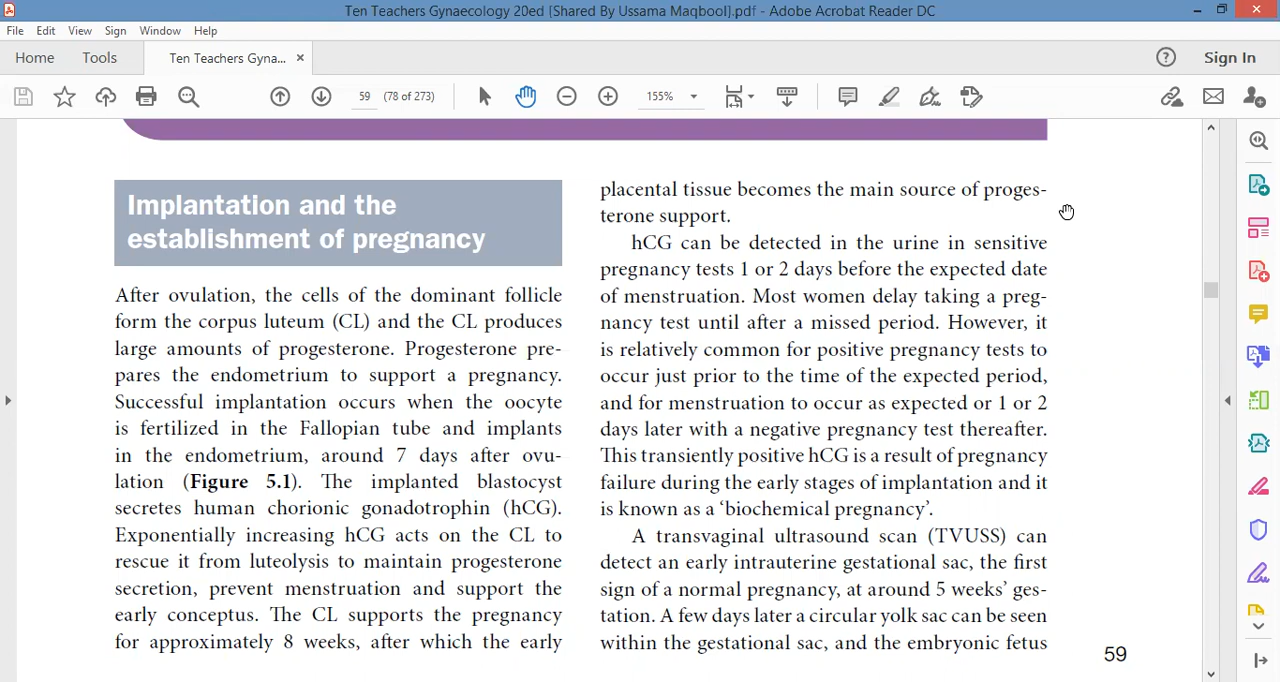 Ten Teachers Gynaecology 20ed [Shared By Ussama Maqbool].pdf - Adobe Acrobat Reader DC
File Edit View Sign Window Help
Home Tools Ten Teachers Gyna... × Sign In
59 (78 of 273) 155%
Implantation and the
establishment of pregnancy
After ovulation, the cells of the dominant follicle
form the corpus luteum (CL) and the CL produces
large amounts of progesterone. Progesterone pre-
pares the endometrium to support a pregnancy.
Successful implantation occurs when the oocyte
is fertilized in the Fallopian tube and implants
in the endometrium, around 7 days after ovu-
lation (Figure 5.1). The implanted blastocyst
secretes human chorionic gonadotrophin (hCG).
Exponentially increasing hCG acts on the CL to
rescue it from luteolysis to maintain progesterone
secretion, prevent menstruation and support the
early conceptus. The CL supports the pregnancy
for approximately 8 weeks, after which the early
placental tissue becomes the main source of proges-
terone support.
hCG can be detected in the urine in sensitive
pregnancy tests 1 or 2 days before the expected date
of menstruation. Most women delay taking a preg-
nancy test until after a missed period. However, it
is relatively common for positive pregnancy tests to
occur just prior to the time of the expected period,
and for menstruation to occur as expected or 1 or 2
days later with a negative pregnancy test thereafter.
This transiently positive hCG is a result of pregnancy
failure during the early stages of implantation and it
is known as a ‘biochemical pregnancy’.
A transvaginal ultrasound scan (TVUSS) can
detect an early intrauterine gestational sac, the first
sign of a normal pregnancy, at around 5 weeks’ ges-
tation. A few days later a circular yolk sac can be seen
within the gestational sac, and the embryonic fetus
59